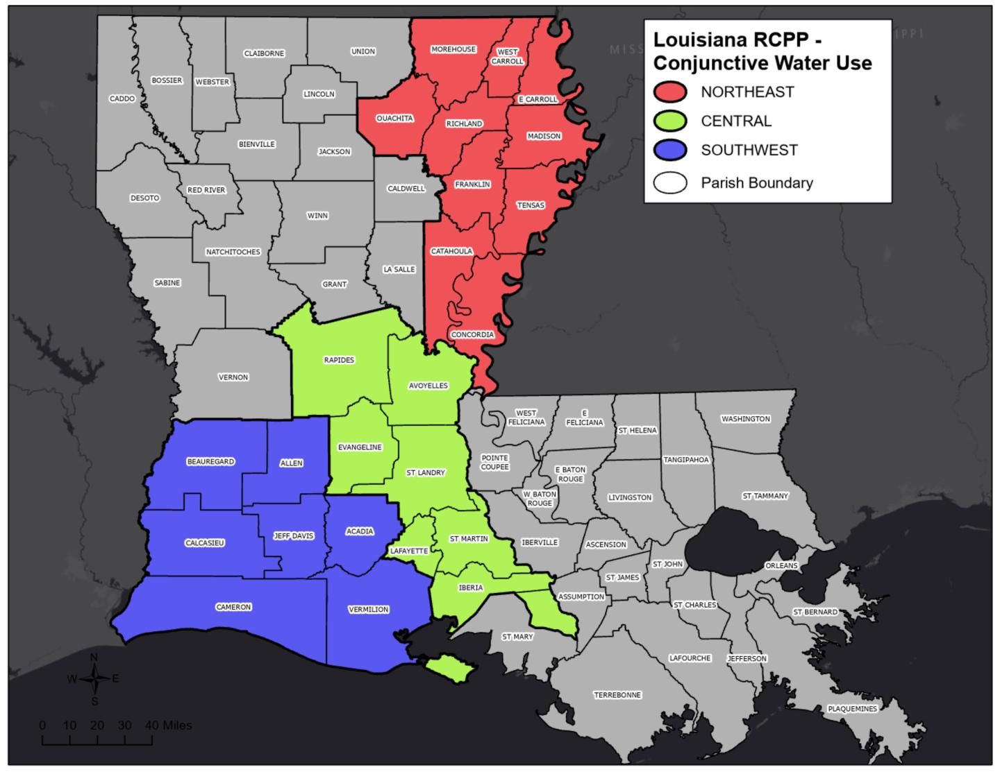 Louisiana RCPP -
Conjunctive Water Use
NORTHEAST
CENTRAL
SOUTHWEST
Parish Boundary
MISS
IPPI
CLAIBORNE
UNION
MOREHOUSE
WEST
CARROLL
BOSSIER
WEBSTER
CADDO
LINCOLN
E CARROLL
OUACHITA
RICHLAND
MADISON
BIENVILLE
JACKSON
DESOTO
RED RIVER
CALDWELL
FRANKLIN
TENSAS
WINN
NATCHITOCHES
CATAHOULA
LA SALLE
SABINE
GRANT
CONCORDIA
RAPIDES
VERNON
AVOYELLES
WEST
FELICIANA
E
FELICIANA
ST HELENA
WASHINGTON
EVANGELINE
BEAUREGARD
ALLEN
POINTE
COUPEE
TANGIPAHOA
ST LANDRY
E BATON
ROUGE
W BATON
ROUGE
LIVINGSTON
ST TAMMANY
CALCASIEU
JEFF DAVIS
ACADIA
LAFAYETTE
ST MARTIN
IBERVILLE
ASCENSION
ST JOHN
ORLEANS
ST JAMES
IBERIA
ASSUMPTION
ST CHARLES
CAMERON
VERMILION
ST BERNARD
ST MARY
LAFOURCHE
JEFFERSON
TERREBONNE
PLAQUEMINES
N
W E
S
0 10 20 30 40 Miles